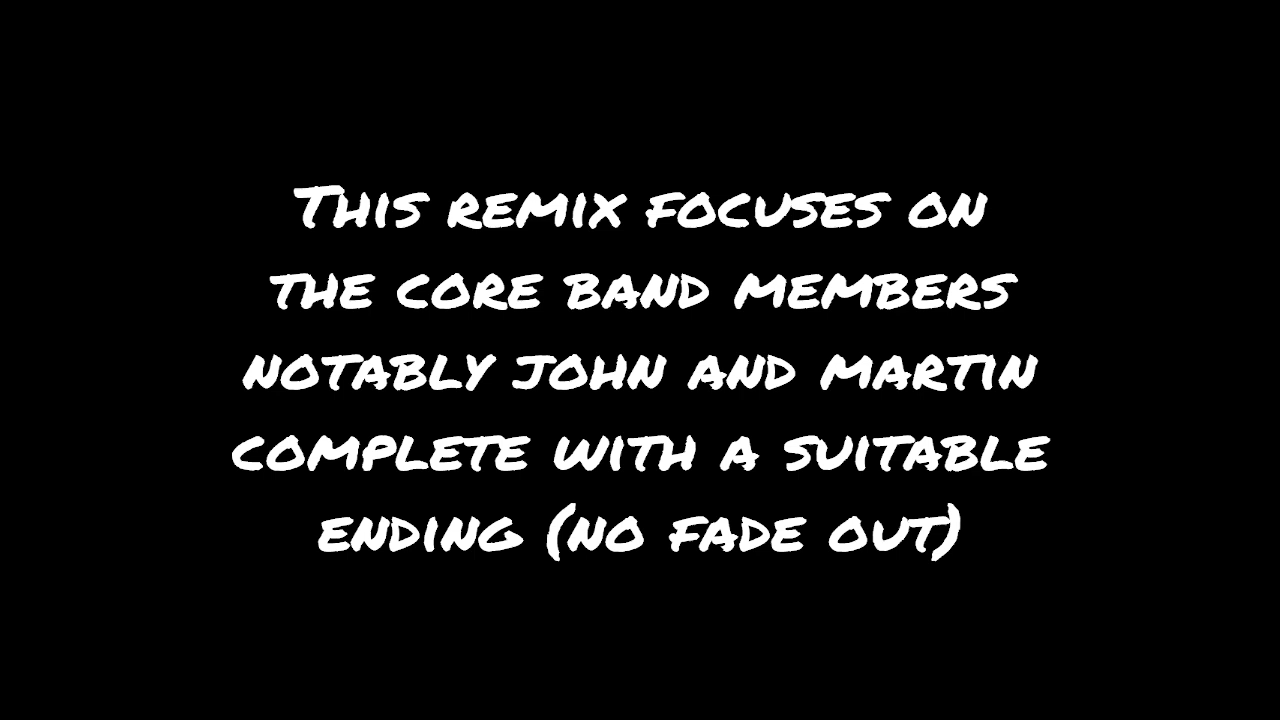 This remix focuses on
the core band members
notably john and martin
complete with a suitable
ending (no fade out)